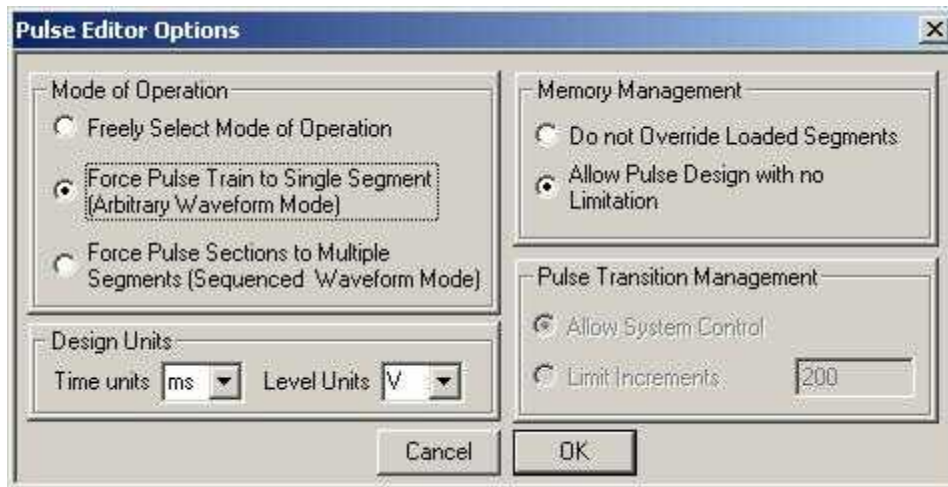 Pulse Editor Options
Mode of Operation
Freely Select Mode of Operation
Force Pulse Train to Single Segment
(Arbitrary Waveform Mode)
Force Pulse Sections to Multiple
Segments (Sequenced Waveform Mode)
Design Units
Time units ms Level Units V
Memory Management
Do not Override Loaded Segments
Allow Pulse Design with no
Limitation
Pulse Transition Management
Allow System Control
Limit Increments 200
Cancel OK